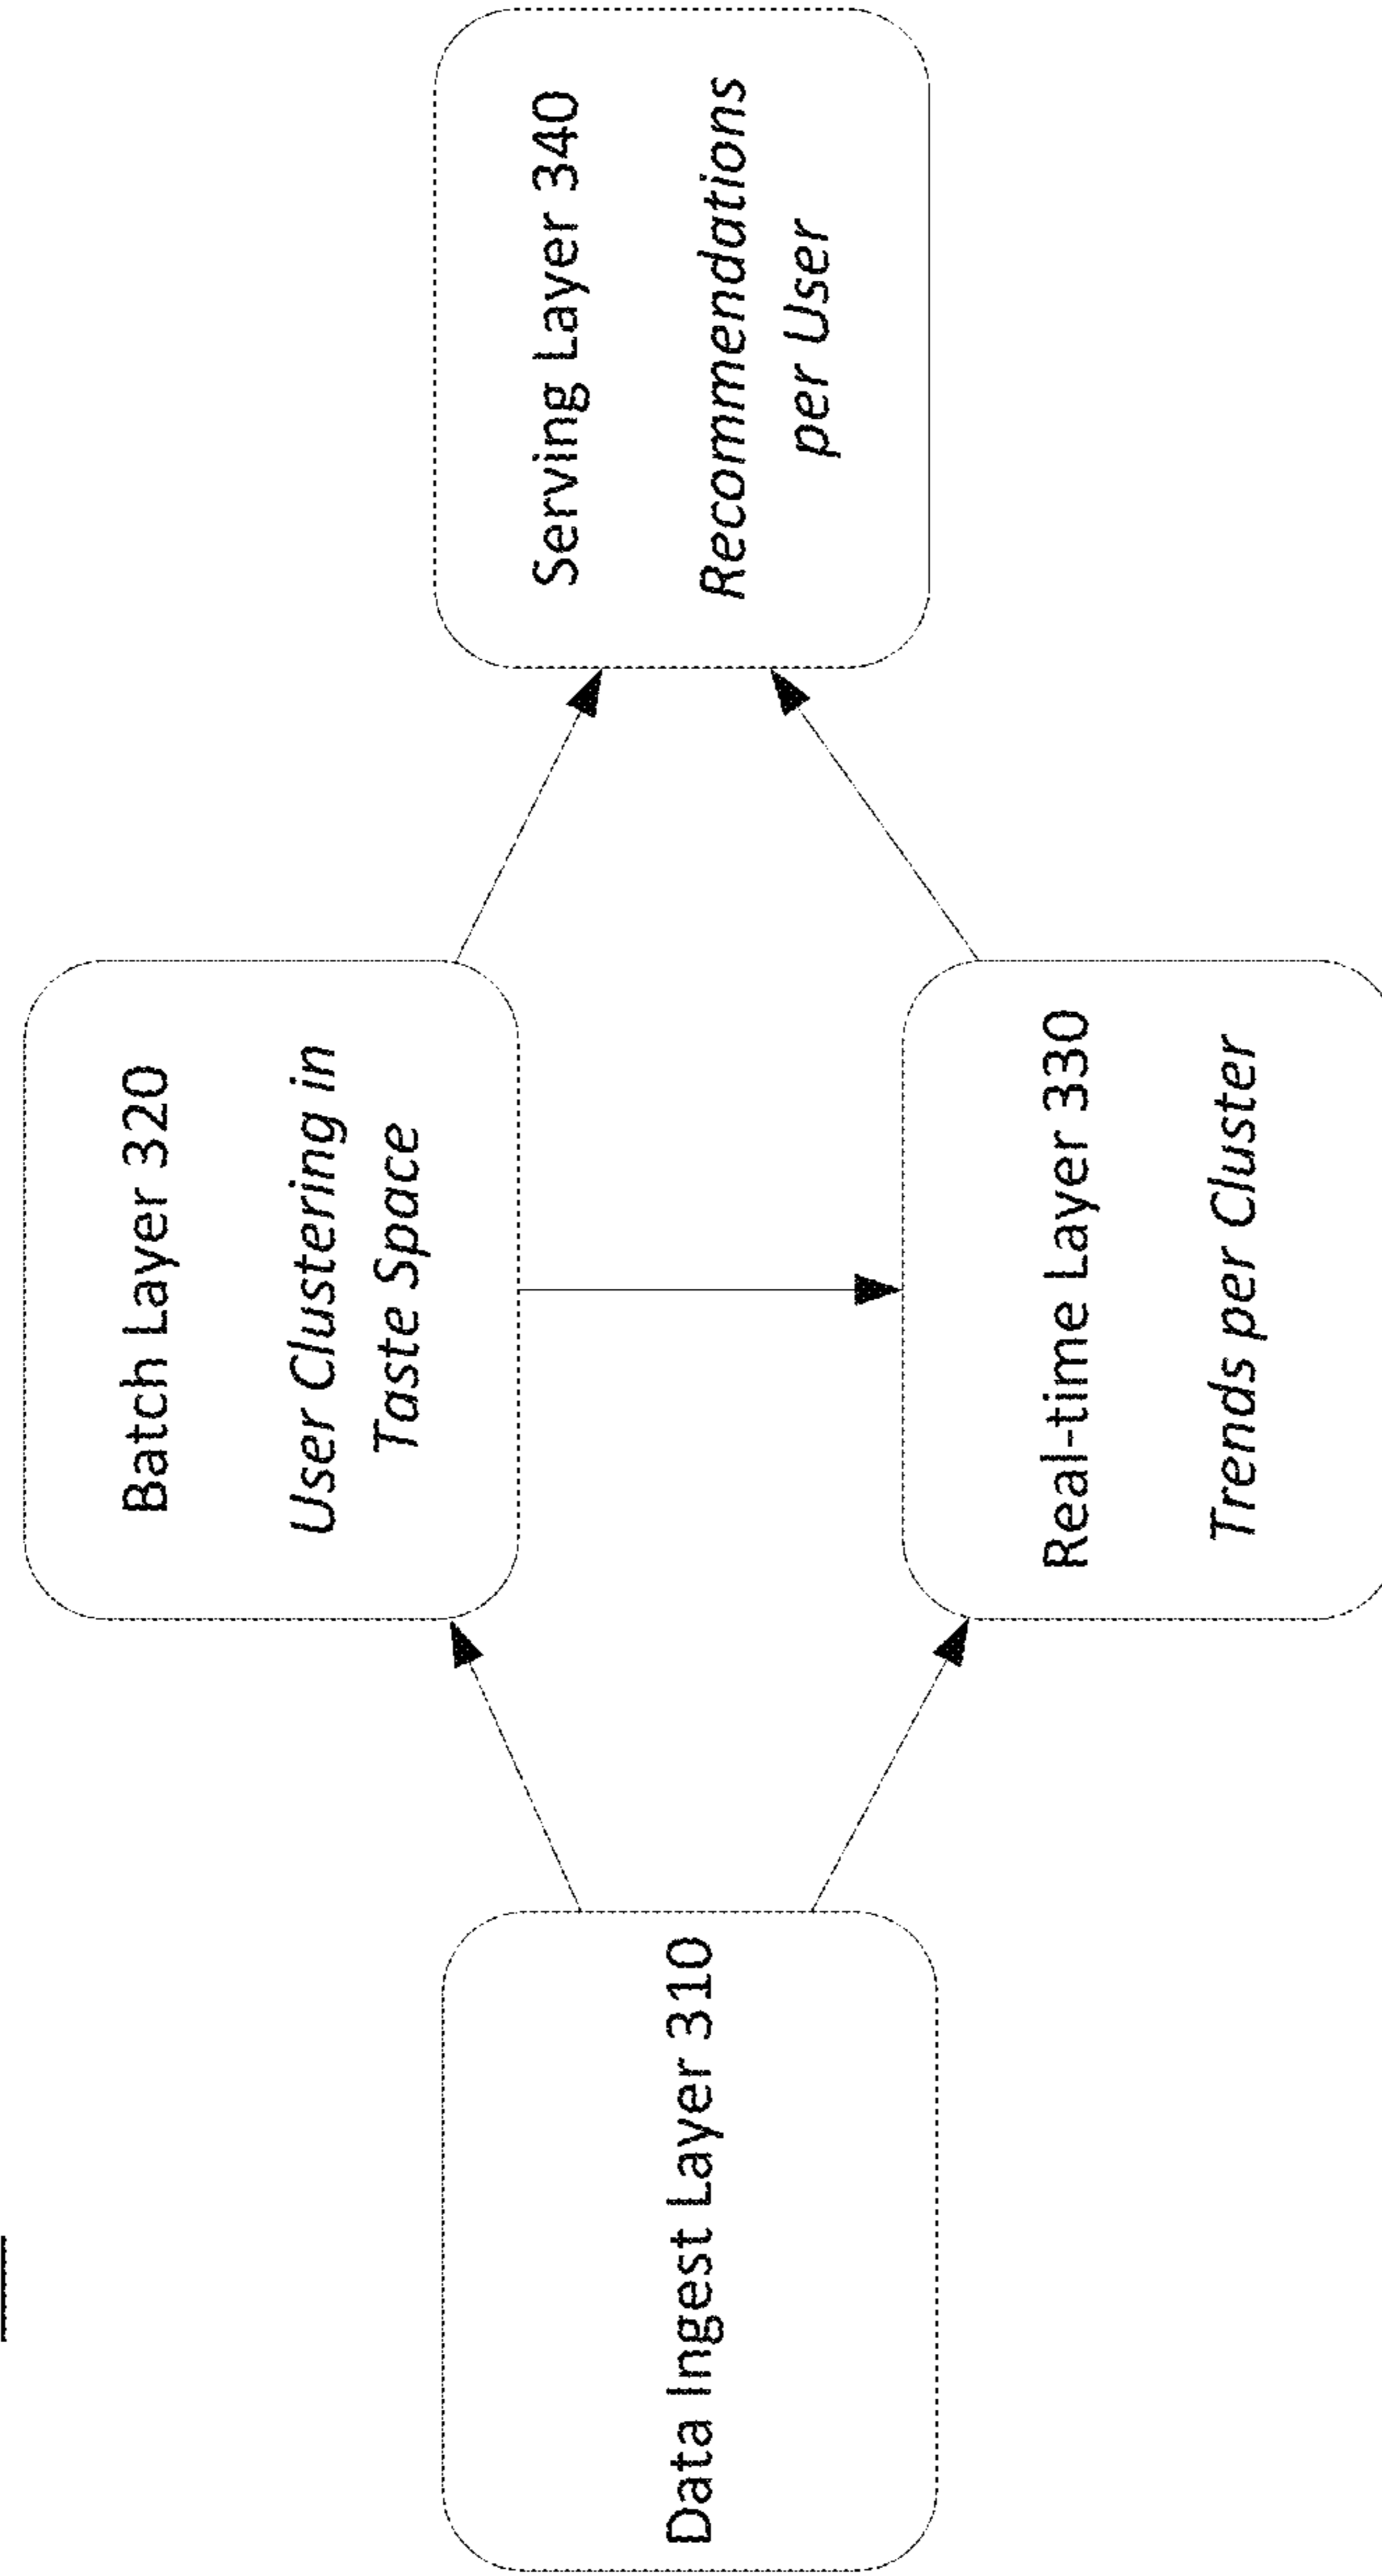 Data Ingest Layer 310
Batch Layer 320
User Clustering in
Taste Space
Real-time Layer 330
Trends per Cluster
Serving Layer 340
Recommendations
per User